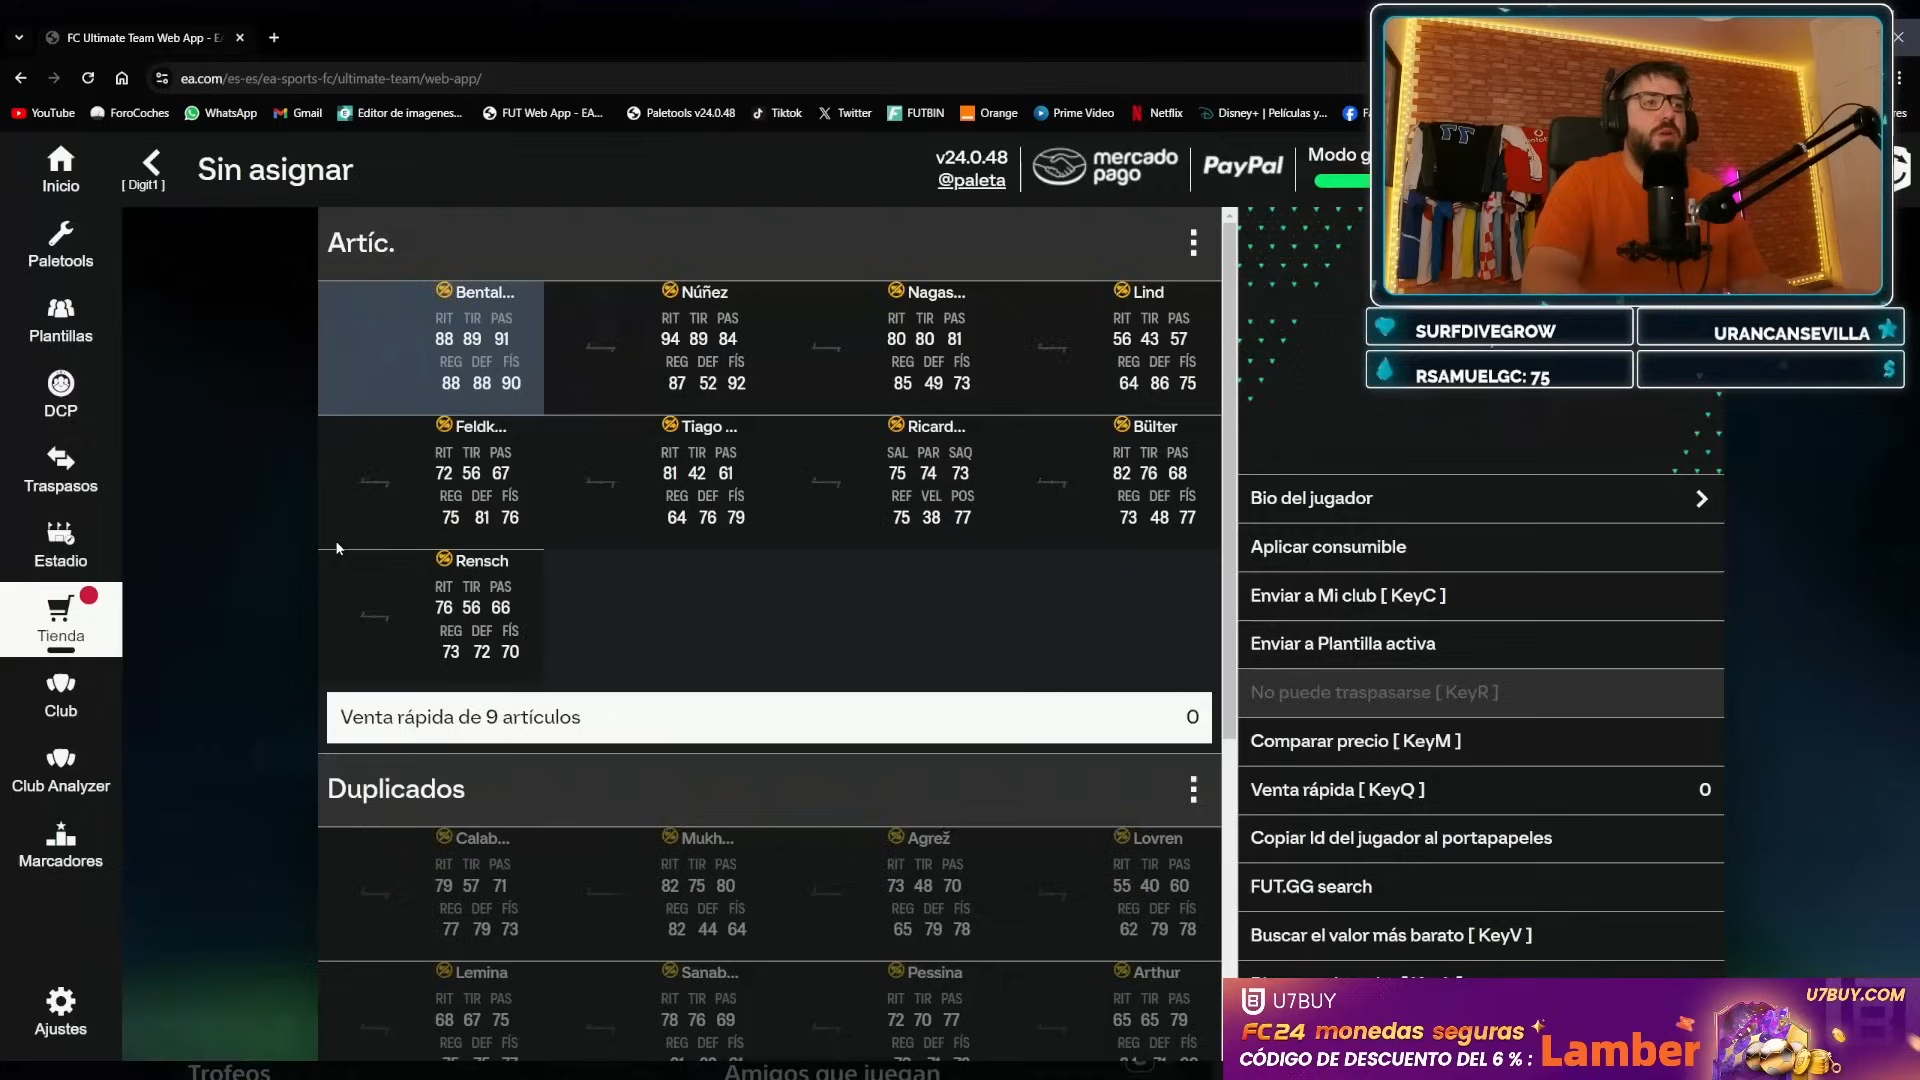 FC Ultimate Team Web App - EA
ea.com/es-es/ea-sports-fc/ultimate-team/web-app/
YouTube ForoCoches WhatsApp Gmail Editor de imagenes... FUT Web App - EA... Paletools v24.0.48 Tiktok Twitter FUTBIN Orange Prime Video Netflix Disney+ | Películas y...
Inicio
[ Digit1 ]
Sin asignar
v24.0.48
@paleta
mercado
pago
PayPal
Modo g
Paletools
Plantillas
DCP
Traspasos
Estadio
Tienda
Club
Club Analyzer
Marcadores
Ajustes
Artíc.
Bental... Núñez Nagas... Lind
RIT TIR PAS RIT TIR PAS RIT TIR PAS RIT TIR PAS
88 89 91 94 89 84 80 80 81 56 43 57
REG DEF FÍS REG DEF FÍS REG DEF FÍS REG DEF FÍS
88 88 90 87 52 92 85 49 73 64 86 75
Feldk... Tiago ... Ricard... Bülter
RIT TIR PAS RIT TIR PAS SAL PAR SAQ RIT TIR PAS
72 56 67 81 42 61 75 74 73 82 76 68
REG DEF FÍS REG DEF FÍS REF VEL POS REG DEF FÍS
75 81 76 64 76 79 75 38 77 73 48 77
Rensch
RIT TIR PAS
76 56 66
REG DEF FÍS
73 72 70
Venta rápida de 9 artículos 0
Duplicados
Calab... Mukh... Agrež Lovren
RIT TIR PAS RIT TIR PAS RIT TIR PAS RIT TIR PAS
79 57 71 82 75 80 73 48 70 55 40 60
REG DEF FÍS REG DEF FÍS REG DEF FÍS REG DEF FÍS
77 79 73 82 44 64 65 79 78 62 79 78
Lemina Sanab... Pessina Arthur
RIT TIR PAS RIT TIR PAS RIT TIR PAS RIT TIR PAS
68 67 75 78 76 69 72 70 77 65 65 79
REG DEF FÍS REG DEF FÍS REG DEF FÍS REG DEF FÍS
Trofeos Amigos que juegan
SURFDIVEGROW URANCANSEVILLA
RSAMUELGC: 75
Bio del jugador
Aplicar consumible
Enviar a Mi club [ KeyC ]
Enviar a Plantilla activa
No puede traspasarse [ KeyR ]
Comparar precio [ KeyM ]
Venta rápida [ KeyQ ] 0
Copiar Id del jugador al portapapeles
FUT.GG search
Buscar el valor más barato [ KeyV ]
U7BUY
U7BUY.COM
FC24 monedas seguras
CÓDIGO DE DESCUENTO DEL 6 % : Lamber